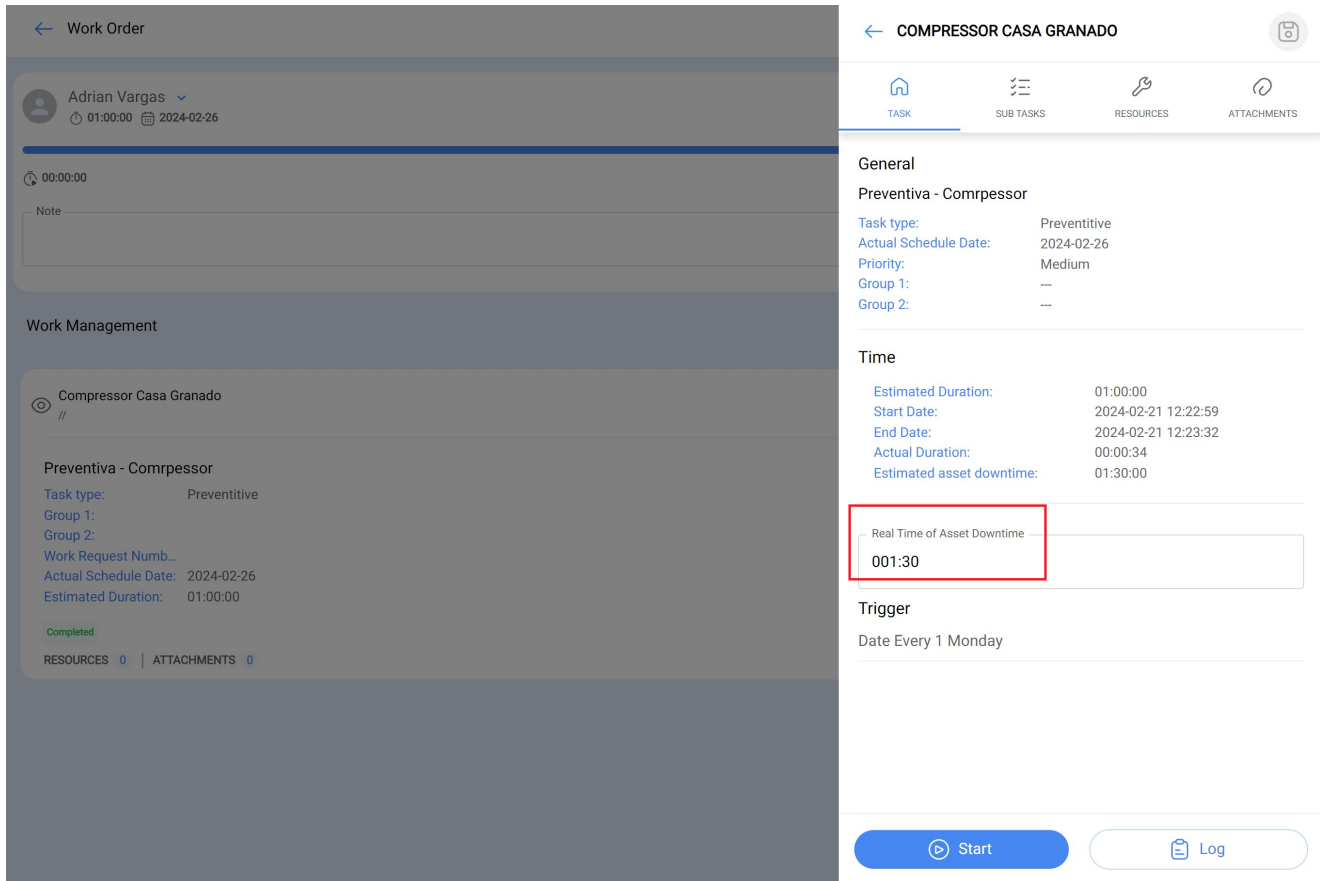 Work Order
Adrian Vargas
01:00:00 2024-02-26
00:00:00
Note
Work Management
Compressor Casa Granado
//
Preventiva - Comrpessor
Task type: Preventitive
Group 1:
Group 2:
Work Request Numb...
Actual Schedule Date: 2024-02-26
Estimated Duration: 01:00:00
Completed
RESOURCES 0 | ATTACHMENTS 0
COMPRESSOR CASA GRANADO
TASK SUB TASKS RESOURCES ATTACHMENTS
General
Preventiva - Comrpessor
Task type: Preventitive
Actual Schedule Date: 2024-02-26
Priority: Medium
Group 1: ---
Group 2: ---
Time
Estimated Duration: 01:00:00
Start Date: 2024-02-21 12:22:59
End Date: 2024-02-21 12:23:32
Actual Duration: 00:00:34
Estimated asset downtime: 01:30:00
Real Time of Asset Downtime
001:30
Trigger
Date Every 1 Monday
Start Log